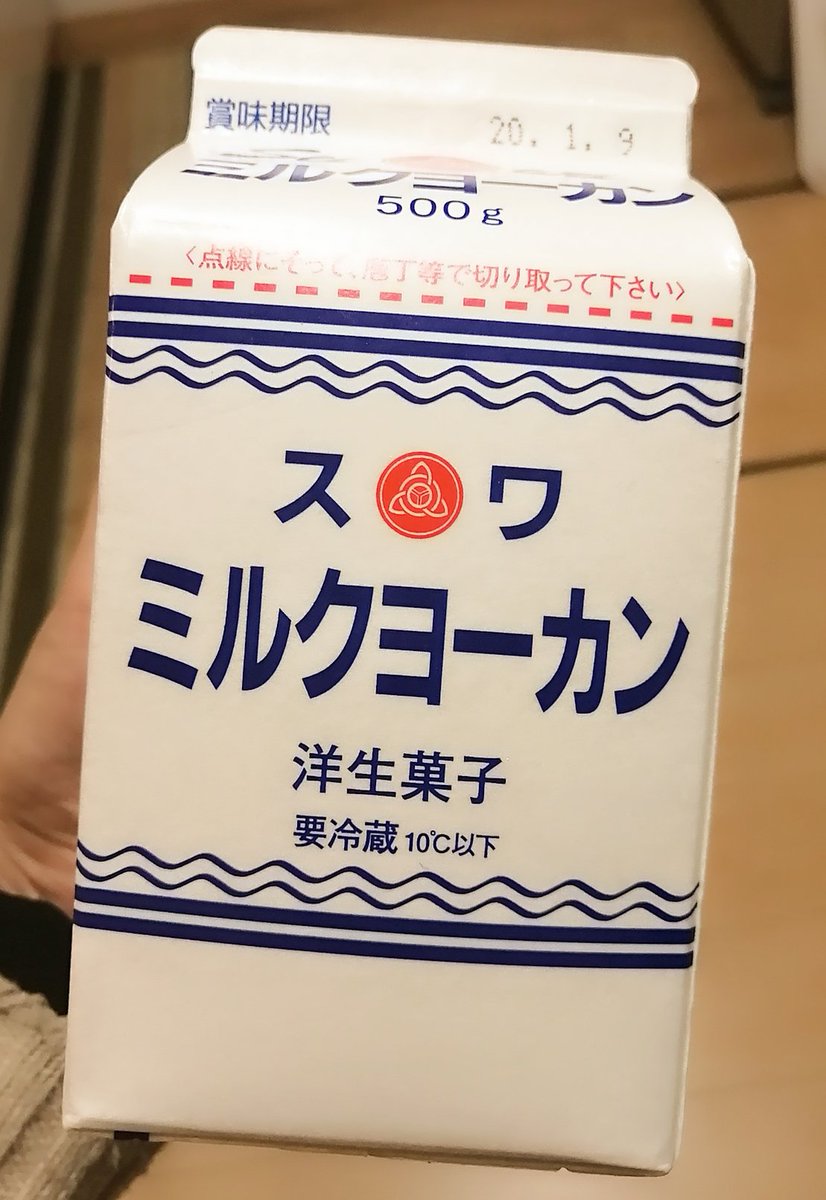 賞味期限 20. 1. 9
ミルクヨーカン
500g
〈点線にそって、庖丁等で切り取って下さい〉
スワ
ミルクヨーカン
洋生菓子
要冷蔵 10℃以下